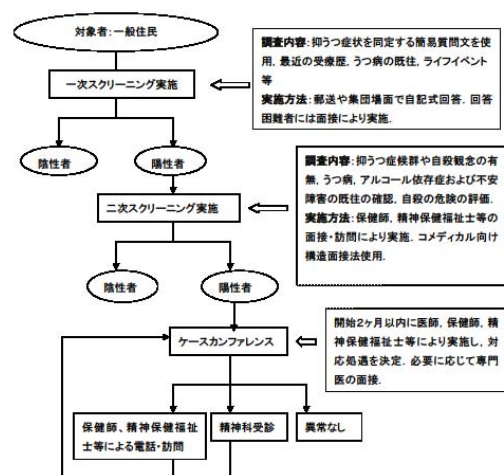 対象者:一般住民
調査内容:抑うつ症状を同定する簡易質問文を使
用, 最近の受療歴, うつ病の既往, ライフイベント
等
実施方法:郵送や集団場面で自記式回答. 回答
困難者には面接により実施.
一次スクリーニング実施
陰性者
陽性者
調査内容:抑うつ症候群や自殺観念の有
無, うつ病, アルコール依存症および不安
障害の既往の確認, 自殺の危険の評価.
実施方法:保健師, 精神保健福祉士等の
面接・訪問により実施. コメディカル向け
構造面接法使用.
二次スクリーニング実施
陰性者
陽性者
開始2ヶ月以内に医師, 保健師, 精
神保健福祉士等により実施し, 対
応処遇を決定. 必要に応じて専門
医の面接.
ケースカンファレンス
保健師、精神保健福祉
士等による電話・訪問
精神科受診
異常なし